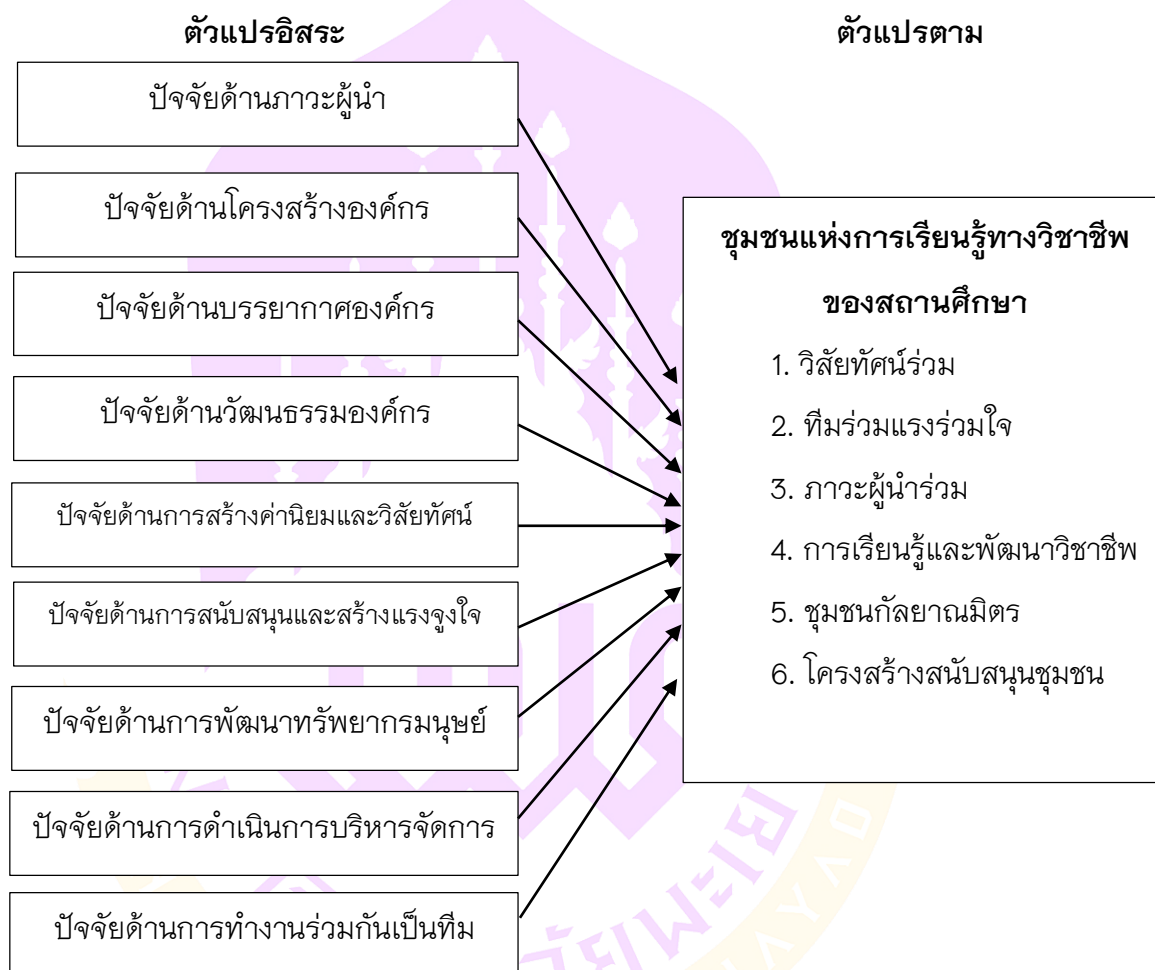 ตัวแปรอิสระ
ตัวแปรตาม
ปัจจัยด้านภาวะผู้นำ
ปัจจัยด้านโครงสร้างองค์กร
ปัจจัยด้านบรรยากาศองค์กร
ปัจจัยด้านวัฒนธรรมองค์กร
ปัจจัยด้านการสร้างค่านิยมและวิสัยทัศน์
ปัจจัยด้านการสนับสนุนและสร้างแรงจูงใจ
ปัจจัยด้านการพัฒนาทรัพยากรมนุษย์
ปัจจัยด้านการดำเนินการบริหารจัดการ
ปัจจัยด้านการทำงานร่วมกันเป็นทีม
ชุมชนแห่งการเรียนรู้ทางวิชาชีพ
ของสถานศึกษา
1. วิสัยทัศน์ร่วม
2. ทีมร่วมแรงร่วมใจ
3. ภาวะผู้นำร่วม
4. การเรียนรู้และพัฒนาวิชาชีพ
5. ชุมชนกัลยาณมิตร
6. โครงสร้างสนับสนุนชุมชน